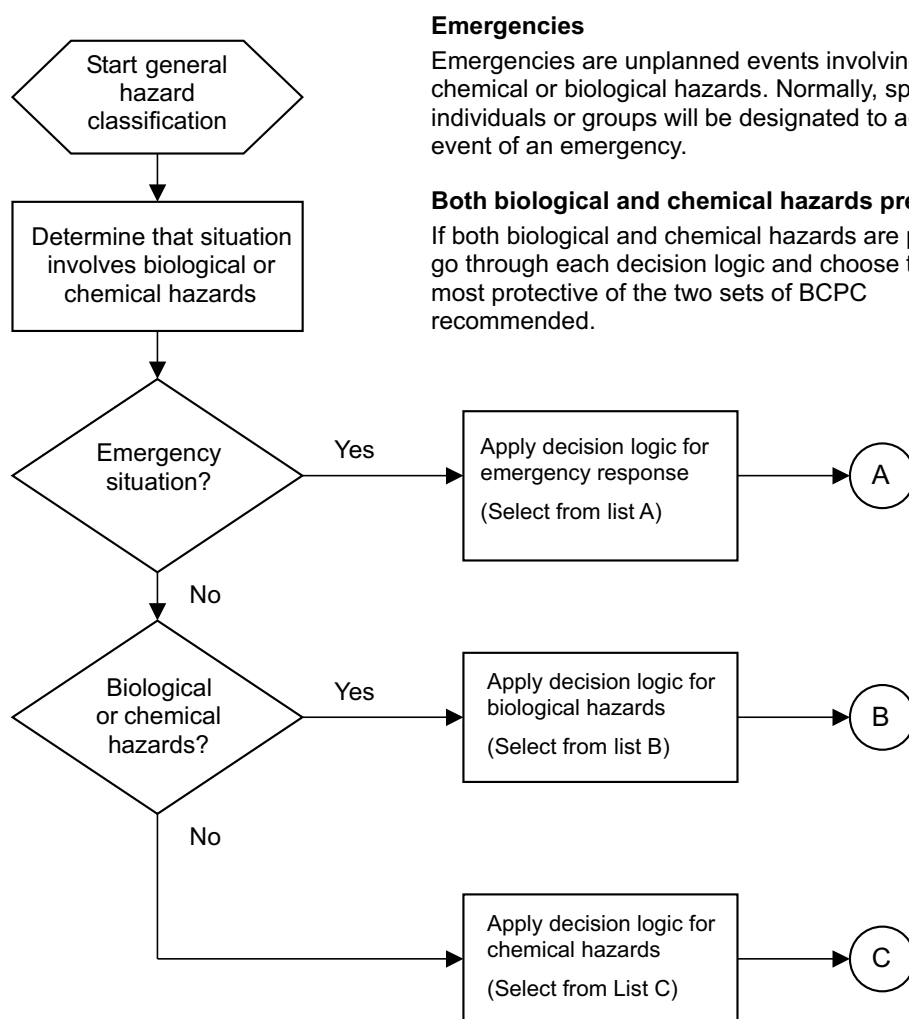 Start general
hazard
classification
Emergencies
Emergencies are unplanned events
chemical or biological hazards. Normally,
individuals or groups will be designated to
event of an emergency.
Both biological and chemical hazards
If both biological and chemical hazards are
go through each decision logic and choose
most protective of the two sets of BCPC
recommended.
Determine that situation
involves biological or
chemical hazards
Emergency
situation?
Yes
Apply decision logic for
emergency response
(Select from list A)
A
No
Biological
or chemical
hazards?
Yes
Apply decision logic for
biological hazards
(Select from list B)
B
No
Apply decision logic for
chemical hazards
(Select from List C)
C